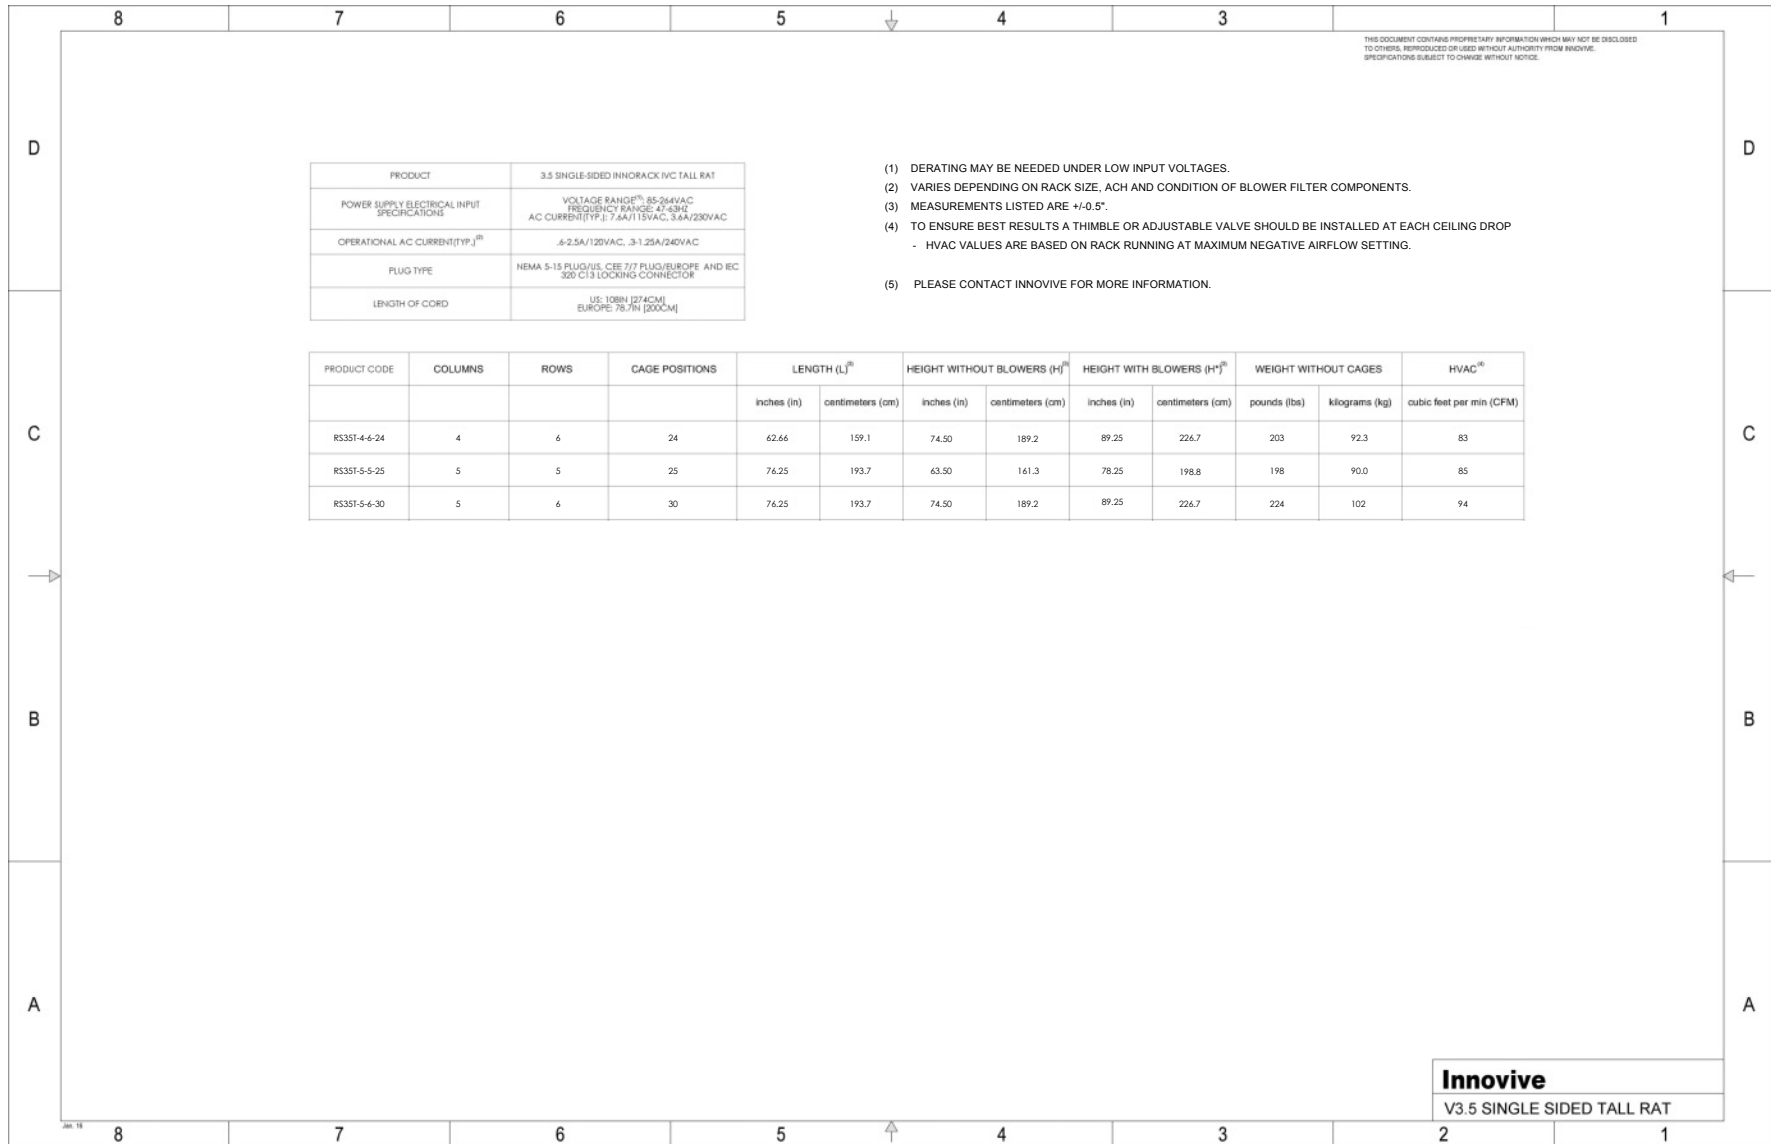 8 7 6 5 4 3 1
THIS DOCUMENT CONTAINS PROPRIETARY INFORMATION WHICH MAY NOT BE DISCLOSED
TO OTHERS, REPRODUCED OR USED WITHOUT AUTHORITY FROM INNOVIVE.
SPECIFICATIONS SUBJECT TO CHANGE WITHOUT NOTICE.
D D
PRODUCT 3.5 SINGLE-SIDED INNORACK IVC TALL RAT
POWER SUPPLY ELECTRICAL INPUT
SPECIFICATIONS
VOLTAGE RANGE(1): 85-264VAC
FREQUENCY RANGE: 47-63HZ
AC CURRENT(TYP.): 7.6A/115VAC, 3.6A/230VAC
OPERATIONAL AC CURRENT(TYP.)(2) .6-2.5A/120VAC, .3-1.25A/240VAC
PLUG TYPE
NEMA 5-15 PLUG/US, CEE 7/7 PLUG/EUROPE AND IEC
320 C13 LOCKING CONNECTOR
LENGTH OF CORD
US: 108IN [274CM]
EUROPE: 78.7IN [200CM]
(1) DERATING MAY BE NEEDED UNDER LOW INPUT VOLTAGES.
(2) VARIES DEPENDING ON RACK SIZE, ACH AND CONDITION OF BLOWER FILTER COMPONENTS.
(3) MEASUREMENTS LISTED ARE +/-0.5".
(4) TO ENSURE BEST RESULTS A THIMBLE OR ADJUSTABLE VALVE SHOULD BE INSTALLED AT EACH CEILING DROP
- HVAC VALUES ARE BASED ON RACK RUNNING AT MAXIMUM NEGATIVE AIRFLOW SETTING.
(5) PLEASE CONTACT INNOVIVE FOR MORE INFORMATION.
PRODUCT CODE COLUMNS ROWS CAGE POSITIONS LENGTH (L)(3) HEIGHT WITHOUT BLOWERS (H)(3) HEIGHT WITH BLOWERS (H*)(3) WEIGHT WITHOUT CAGES HVAC(4)
inches (in) centimeters (cm) inches (in) centimeters (cm) inches (in) centimeters (cm) pounds (lbs) kilograms (kg) cubic feet per min (CFM)
C C
RS35T-4-6-24 4 6 24 62.66 159.1 74.50 189.2 89.25 226.7 203 92.3 83
RS35T-5-5-25 5 5 25 76.25 193.7 63.50 161.3 78.25 198.8 198 90.0 85
RS35T-5-6-30 5 6 30 76.25 193.7 74.50 189.2 89.25 226.7 224 102 94
B B
A A
Innovive
V3.5 SINGLE SIDED TALL RAT
Jan. 16
8 7 6 5 4 3 2 1